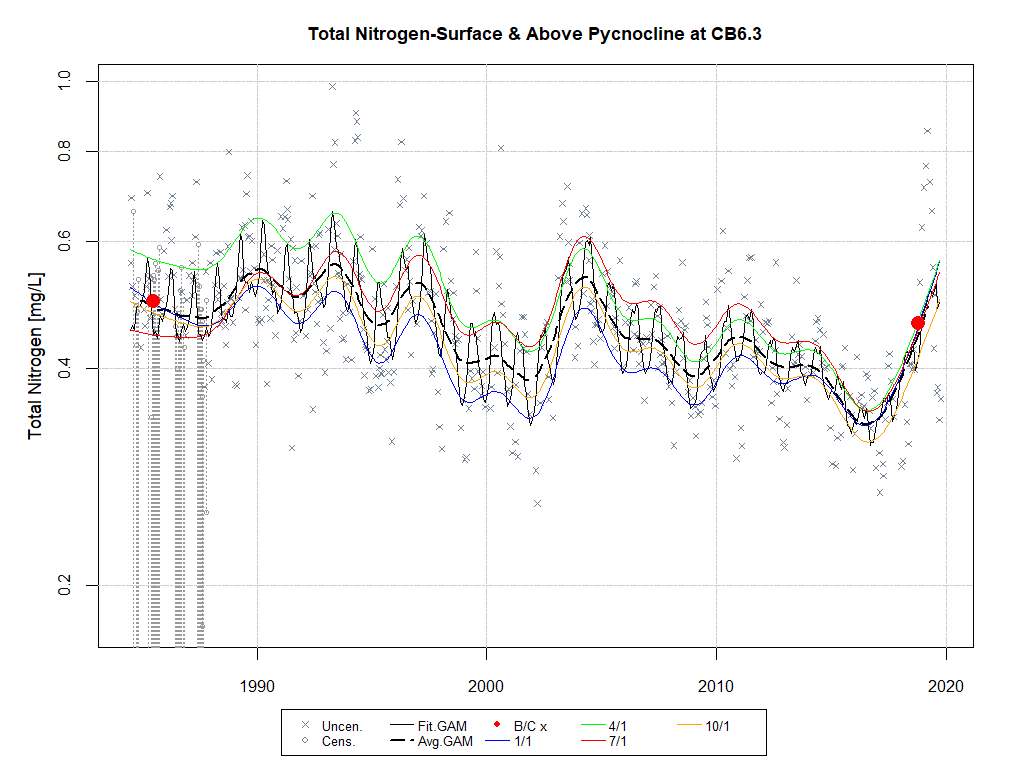 Total Nitrogen-Surface & Above Pycnocline at CB6.3
Total Nitrogen [mg/L]
1.0
0.8
0.6
0.4
0.2
1990 2000 2010 2020
Uncen. Fit.GAM B/C x 4/1 10/1
Cens. Avg.GAM 1/1 7/1